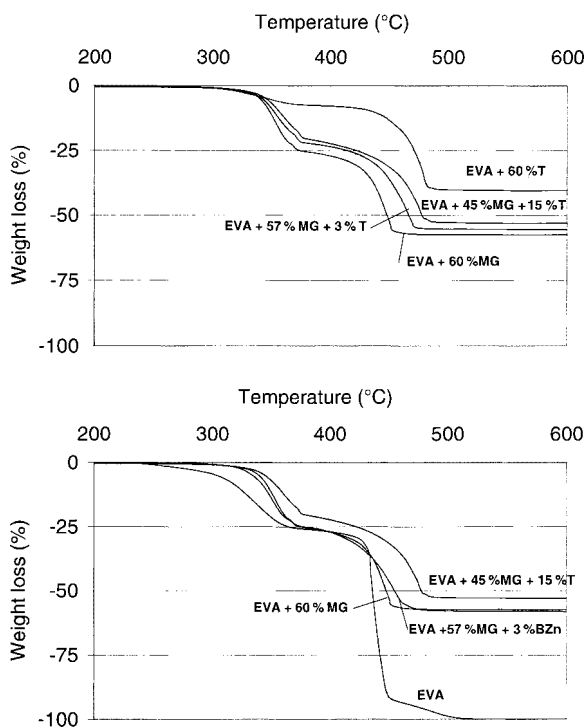 Temperature (°C)
200 300 400 500 600
0
-25
-50
-75
-100
Weight loss (%)
EVA + 60 %T
EVA + 45 %MG +15 %T
EVA + 57 % MG + 3 % T
EVA + 60 %MG
Temperature (°C)
200 300 400 500 600
0
-25
-50
-75
-100
Weight loss (%)
EVA + 45 %MG + 15 %T
EVA + 60 % MG
EVA +57 %MG + 3 %BZn
EVA